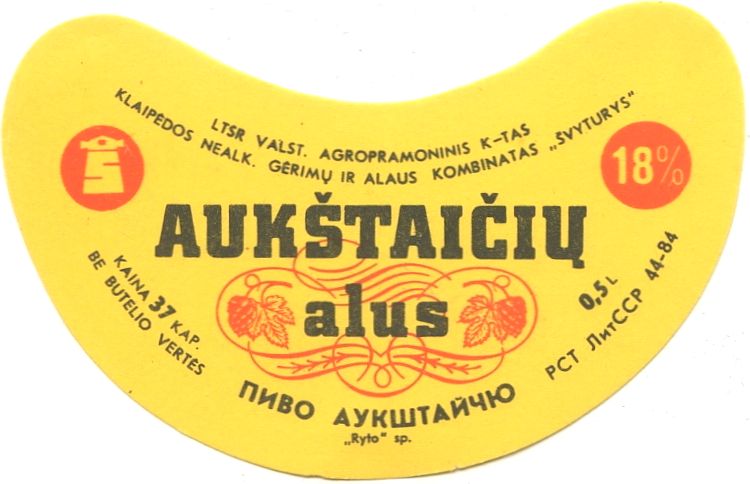 LTSR VALST. AGROPRAMONINIS K-TAS
KLAIPĖDOS NEALK. GĖRIMŲ IR ALAUS KOMBINATAS „ŠVYTURYS"
S
18%
AUKŠTAIČIŲ
alus
KAINA 37 KAP.
BE BUTELIO VERTĖS
0,5 L
РСТ ЛитССР 44-84
ПИВО АУКШТАЙЧЮ
„Ryto" sp.